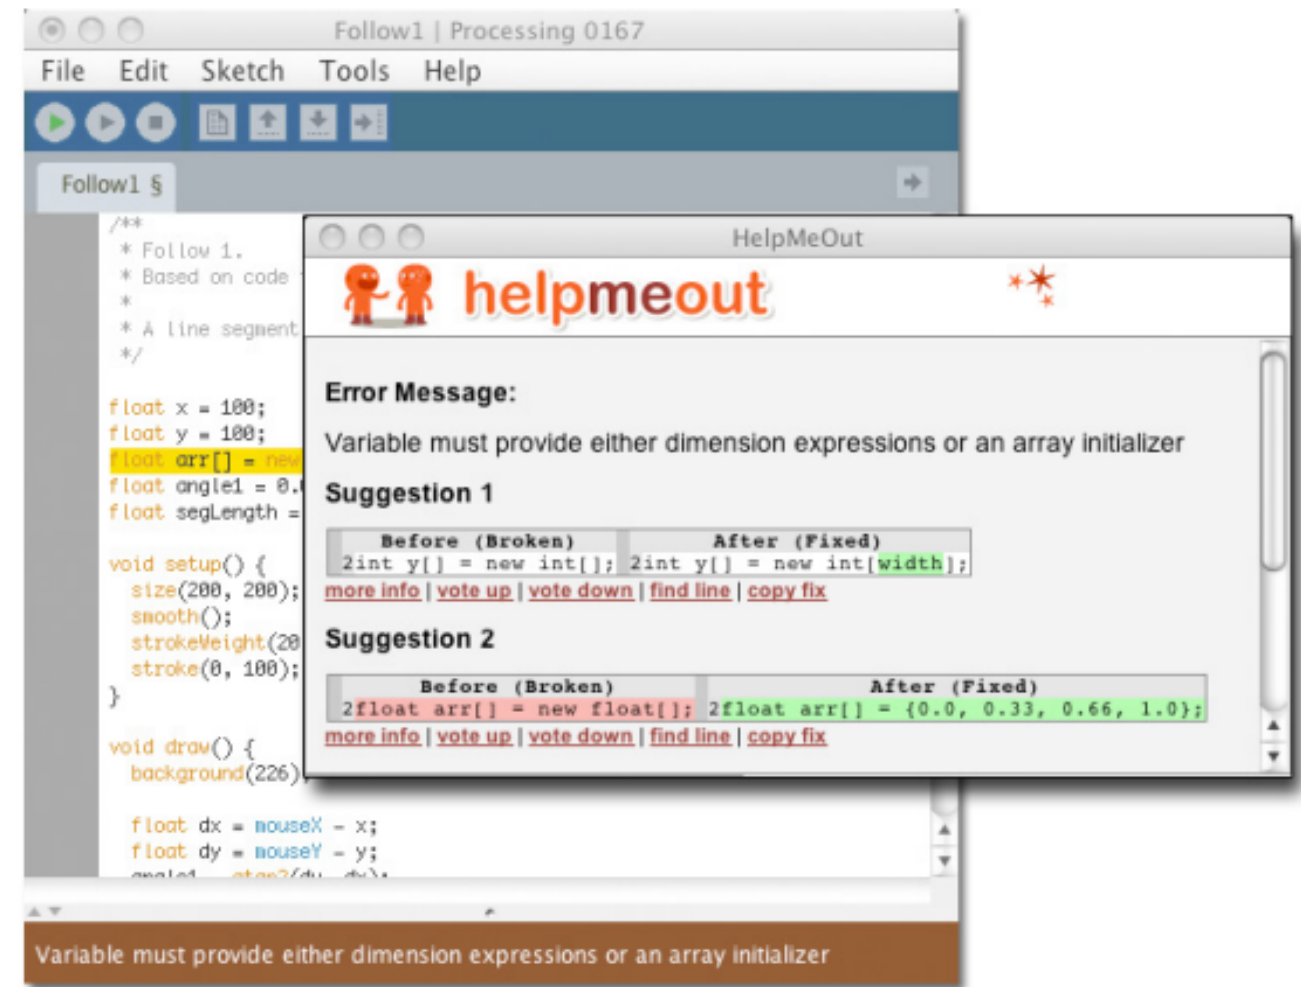 Follow1 | Processing 0167
File Edit Sketch Tools Help
Follow1 §
/**
* Follow 1.
* Based on code
*
* A line segment
*/
float x = 100;
float y = 100;
float arr[] = new
float angle1 = 0.
float segLength =
void setup() {
size(200, 200);
smooth();
strokeWeight(20
stroke(0, 100);
}
void draw() {
background(226)
float dx = mouseX - x;
float dy = mouseY - y;
angle1 = atan2(dy, dx);
Variable must provide either dimension expressions or an array initializer
HelpMeOut
helpmeout
Error Message:
Variable must provide either dimension expressions or an array initializer
Suggestion 1
Before (Broken) After (Fixed)
2int y[] = new int[]; 2int y[] = new int[width];
more info | vote up | vote down | find line | copy fix
Suggestion 2
Before (Broken) After (Fixed)
2float arr[] = new float[]; 2float arr[] = {0.0, 0.33, 0.66, 1.0};
more info | vote up | vote down | find line | copy fix